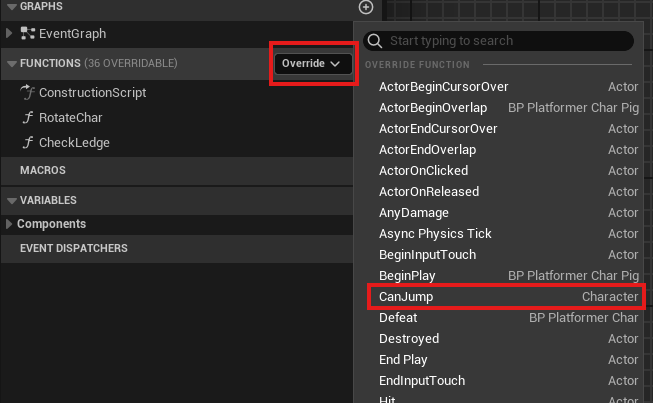 GRAPHS
EventGraph
FUNCTIONS (36 OVERRIDABLE)
Override
ConstructionScript
RotateChar
CheckLedge
MACROS
VARIABLES
Components
EVENT DISPATCHERS
Start typing to search
OVERRIDE FUNCTION
ActorBeginCursorOver Actor
ActorBeginOverlap BP Platformer Char Pig
ActorEndCursorOver Actor
ActorEndOverlap Actor
ActorOnClicked Actor
ActorOnReleased Actor
AnyDamage Actor
Async Physics Tick Actor
BeginInputTouch Actor
BeginPlay BP Platformer Char Pig
CanJump Character
Defeat BP Platformer Char
Destroyed Actor
End Play Actor
EndInputTouch Actor
Hit Actor